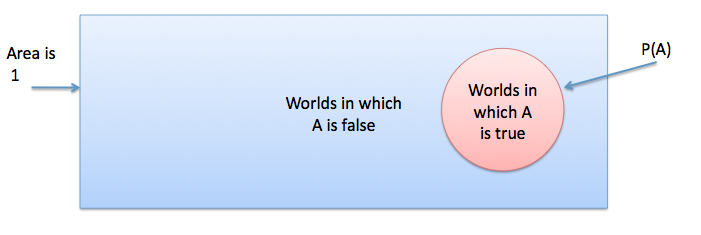 Area is
1
Worlds in which
A is false
Worlds in
which A
is true
P(A)